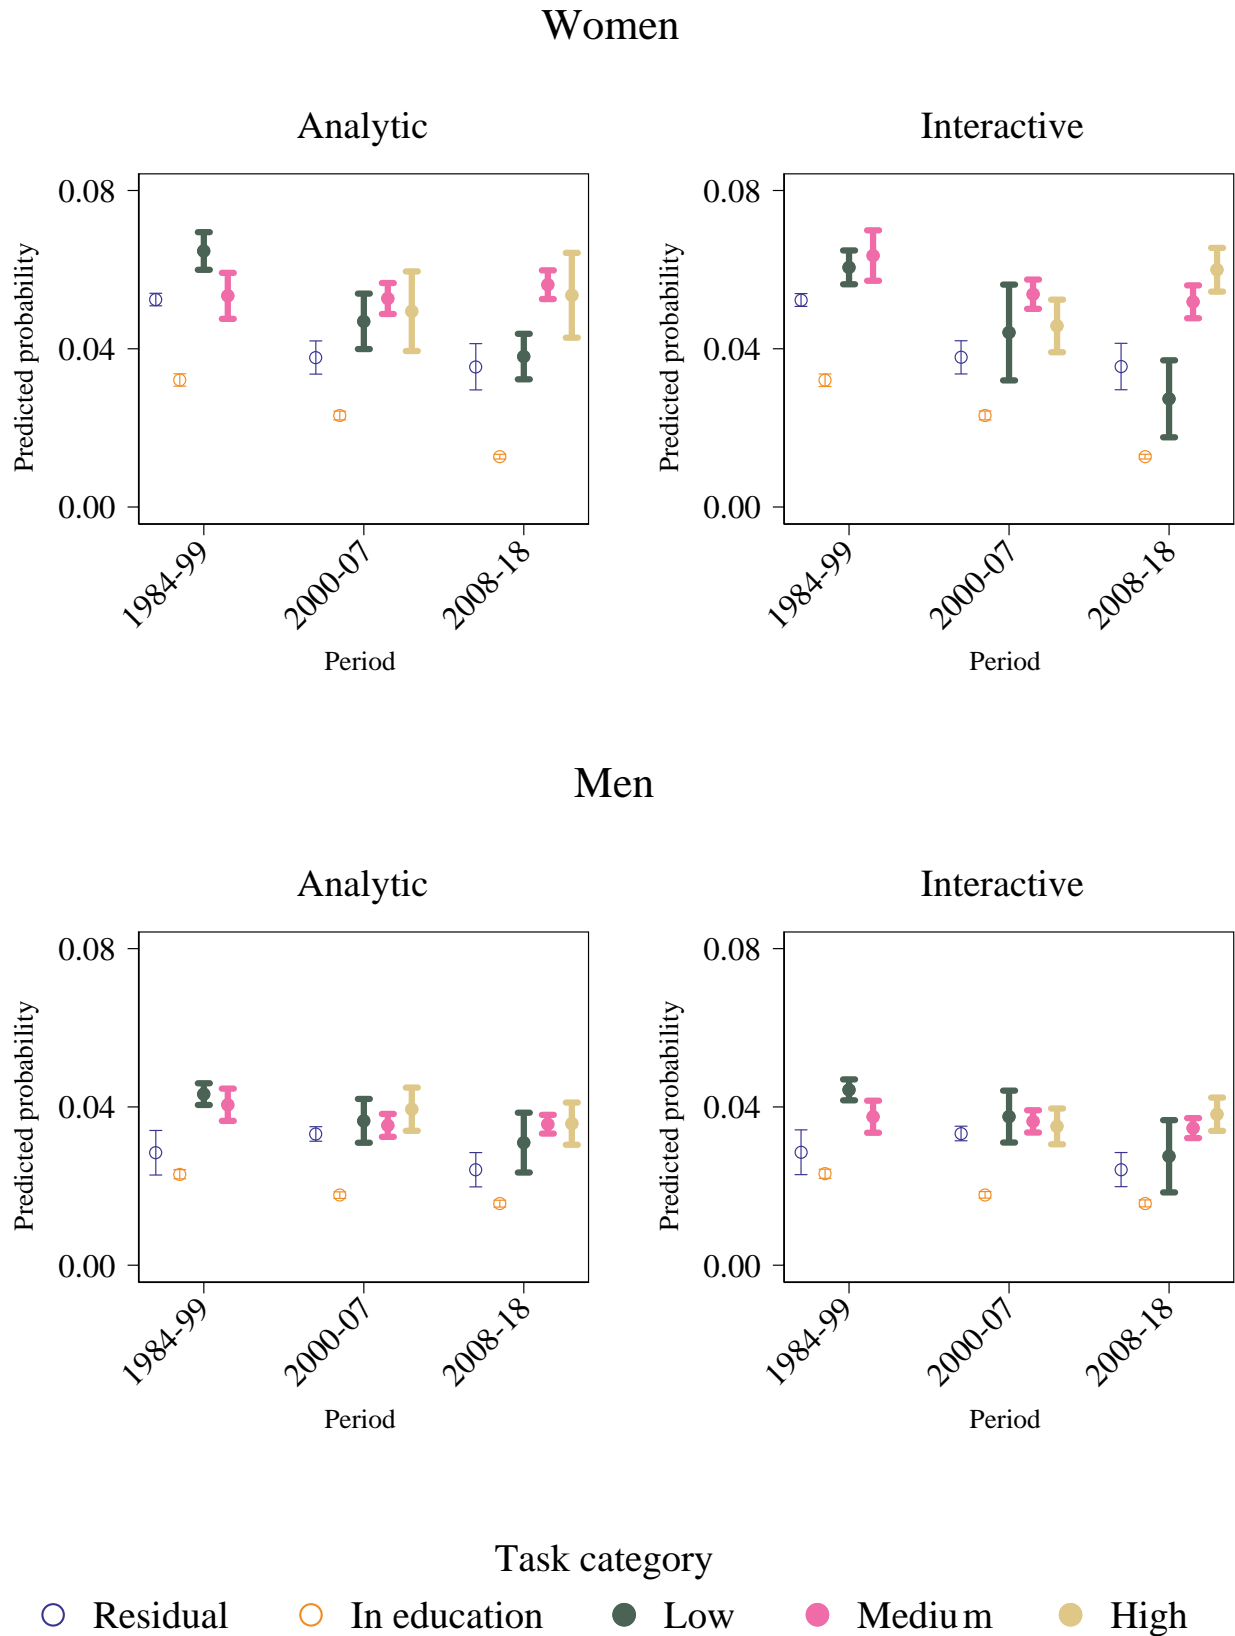 Women
Analytic Interactive
Predicted probability
0.08
0.04
0.00
1984-99 2000-07 2008-18
Period
Predicted probability
0.08
0.04
0.00
1984-99 2000-07 2008-18
Period
Men
Analytic Interactive
Predicted probability
0.08
0.04
0.00
1984-99 2000-07 2008-18
Period
Predicted probability
0.08
0.04
0.00
1984-99 2000-07 2008-18
Period
Task category
Residual In education Low Medium High